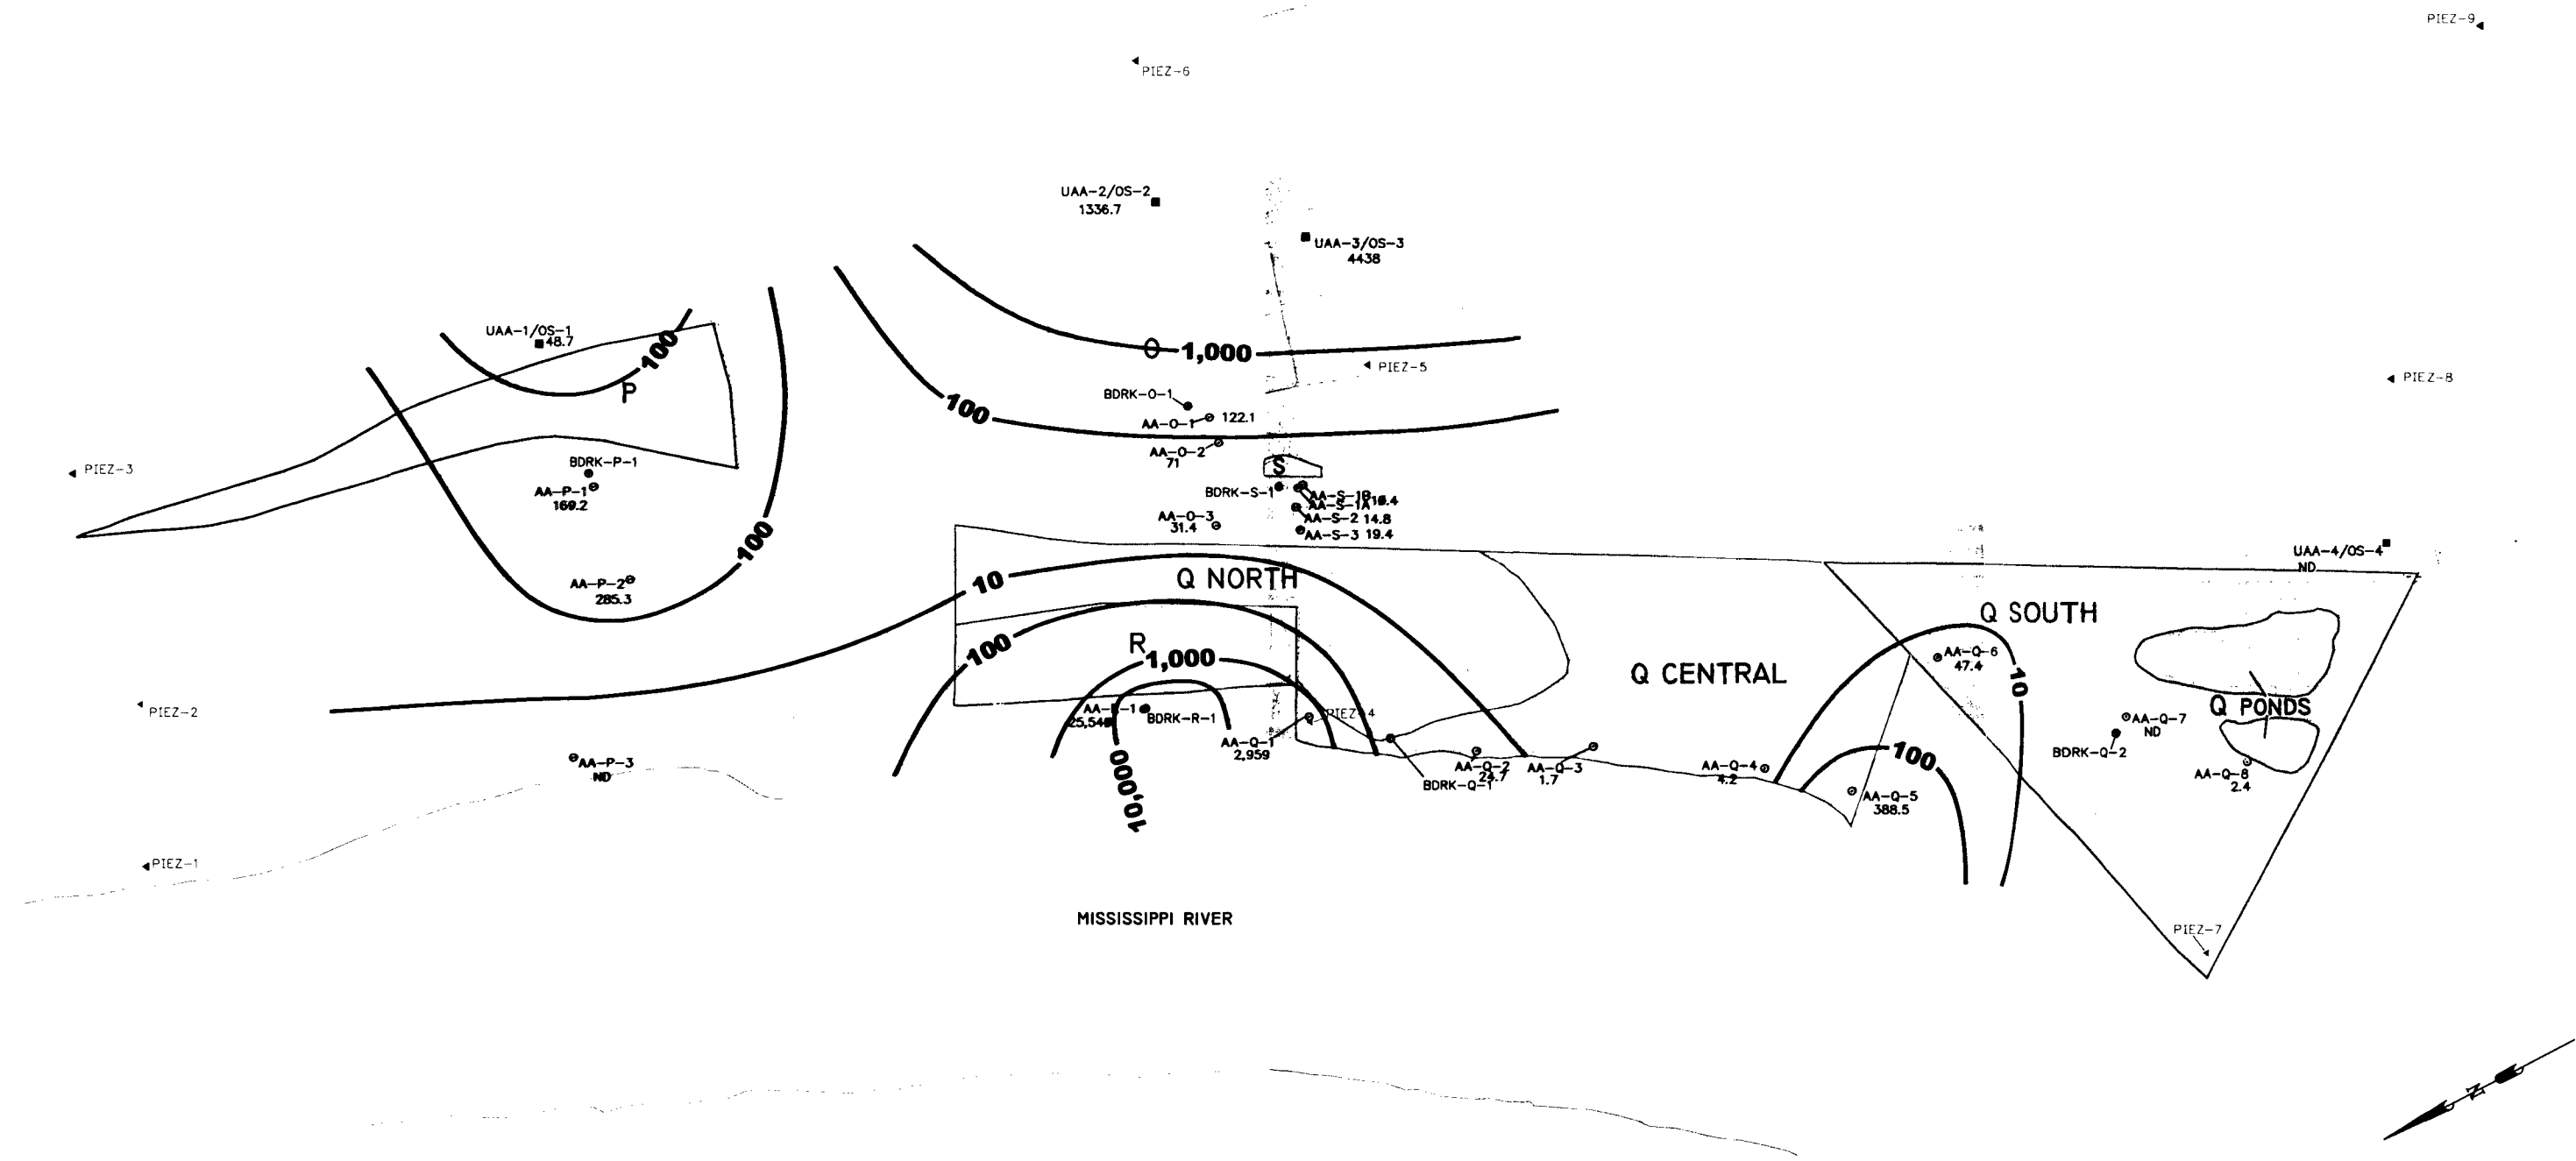 PIEZ-9
PIEZ-6
UAA-2/OS-2
1336.7
UAA-3/OS-3
4438
UAA-1/OS-1
48.7
100
P
O
1,000
PIEZ-5
PIEZ-8
BDRK-O-1
AA-O-1
122.1
100
AA-O-2
71
PIEZ-3
BDRK-P-1
AA-P-1
169.2
S
BDRK-S-1
AA-S-1B
AA-S-1A
AA-S-2 14.8
AA-S-3 19.4
AA-O-3
31.4
100
UAA-4/OS-4
ND
AA-P-2
285.3
10
Q NORTH
Q SOUTH
100
R
1,000
Q CENTRAL
AA-Q-6
47.4
10
PIEZ-2
BDRK-R-1
PIEZ-4
AA-Q-1
2,959
Q PONDS
AA-Q-7
ND
BDRK-Q-2
AA-P-3
ND
10,000
AA-Q-2
24.7
BDRK-Q-1
AA-Q-3
1.7
AA-Q-4
4.2
100
AA-Q-5
388.5
AA-Q-8
2.4
PIEZ-1
MISSISSIPPI RIVER
PIEZ-7
N